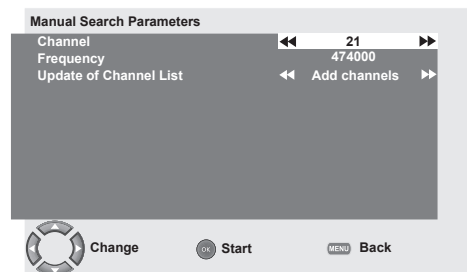 Manual Search Parameters
Channel 21
Frequency 474000
Update of Channel List Add channels
Change OK Start MENU Back